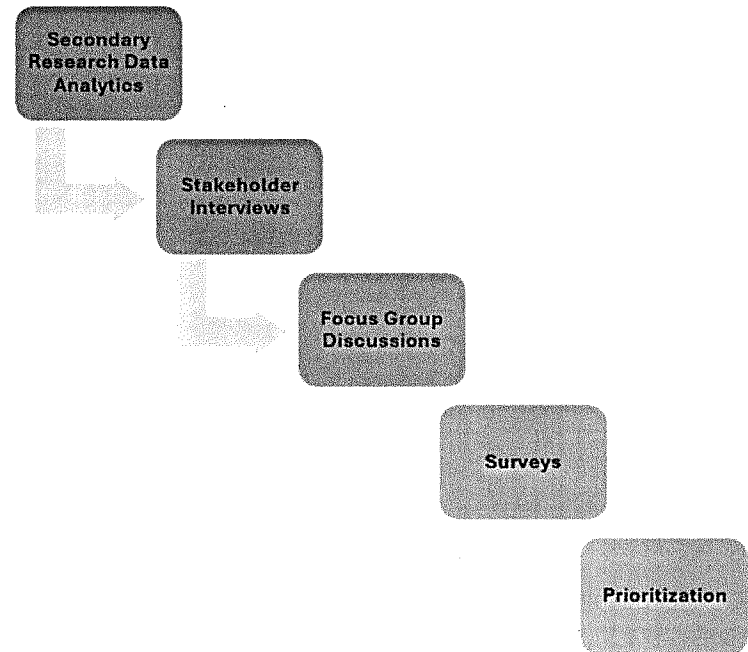 Secondary
Research Data
Analytics
Stakeholder
Interviews
Focus Group
Discussions
Surveys
Prioritization